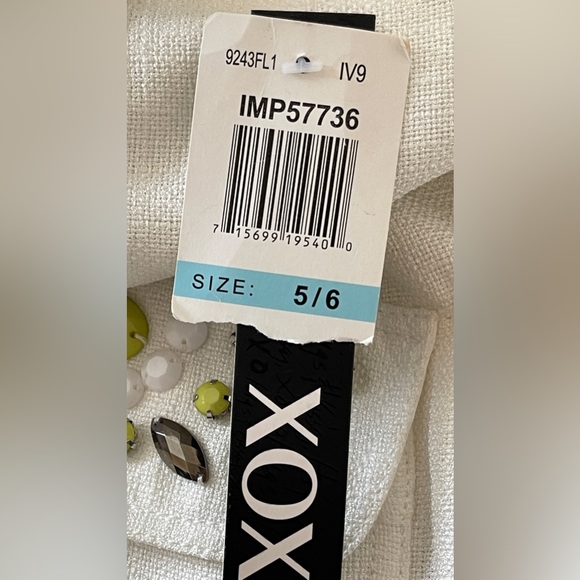 9243FL1 IV9
IMP57736
7 15699 19540 0
SIZE: 5/6
XOX